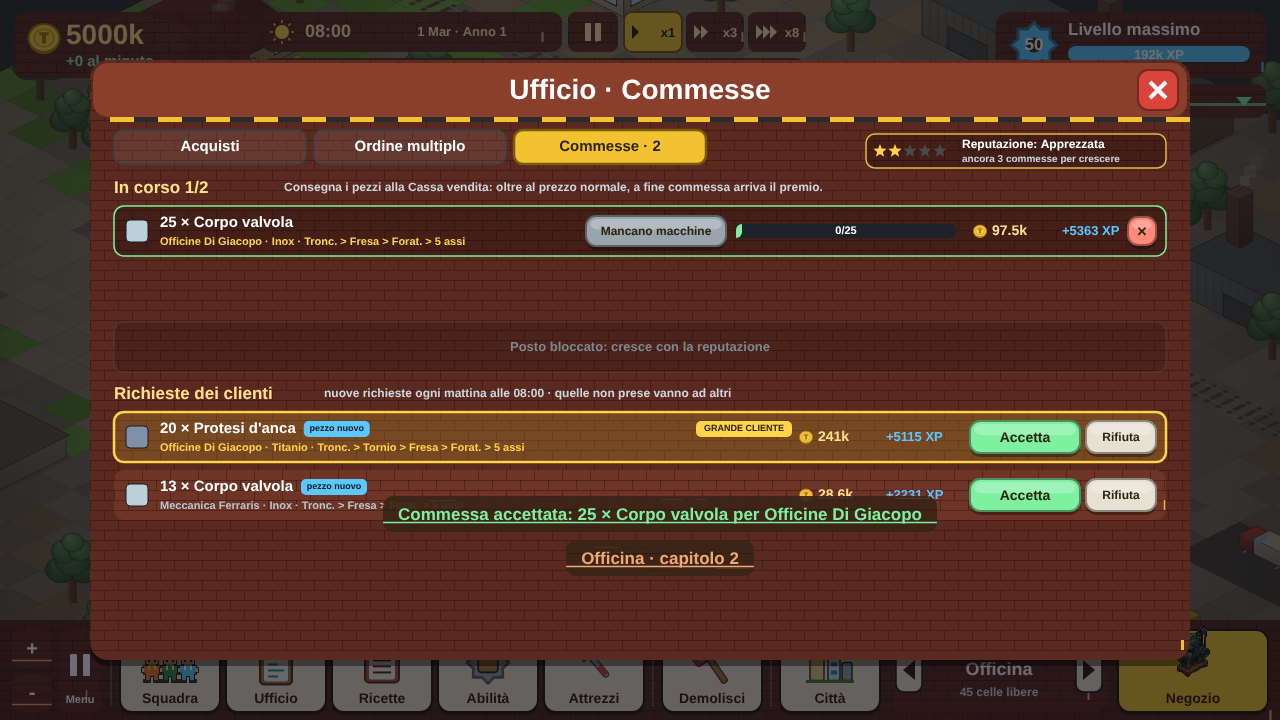 5000k
+0 al minuto
08:00
1 Mar · Anno 1
x1
x3
x8
50
Livello massimo
192k XP
Ufficio · Commesse
Acquisti
Ordine multiplo
Commesse · 2
Reputazione: Apprezzata
ancora 3 commesse per crescere
In corso 1/2
Consegna i pezzi alla Cassa vendita: oltre al prezzo normale, a fine commessa arriva il premio.
25 × Corpo valvola
Officine Di Giacopo · Inox · Tronc. > Fresa > Forat. > 5 assi
Mancano macchine
0/25
97.5k
+5363 XP
Posto bloccato: cresce con la reputazione
Richieste dei clienti
nuove richieste ogni mattina alle 08:00 · quelle non prese vanno ad altri
20 × Protesi d'anca
pezzo nuovo
Officine Di Giacopo · Titanio · Tronc. > Tornio > Fresa > Forat. > 5 assi
GRANDE CLIENTE
241k
+5115 XP
Accetta
Rifiuta
13 × Corpo valvola
pezzo nuovo
Meccanica Ferraris · Inox · Tronc. > Fresa >
28.6k
+2231 XP
Accetta
Rifiuta
Commessa accettata: 25 × Corpo valvola per Officine Di Giacopo
Officina · capitolo 2
+
-
Menu
Squadra
Ufficio
Ricette
Abilità
Attrezzi
Demolisci
Città
Officina
45 celle libere
Negozio